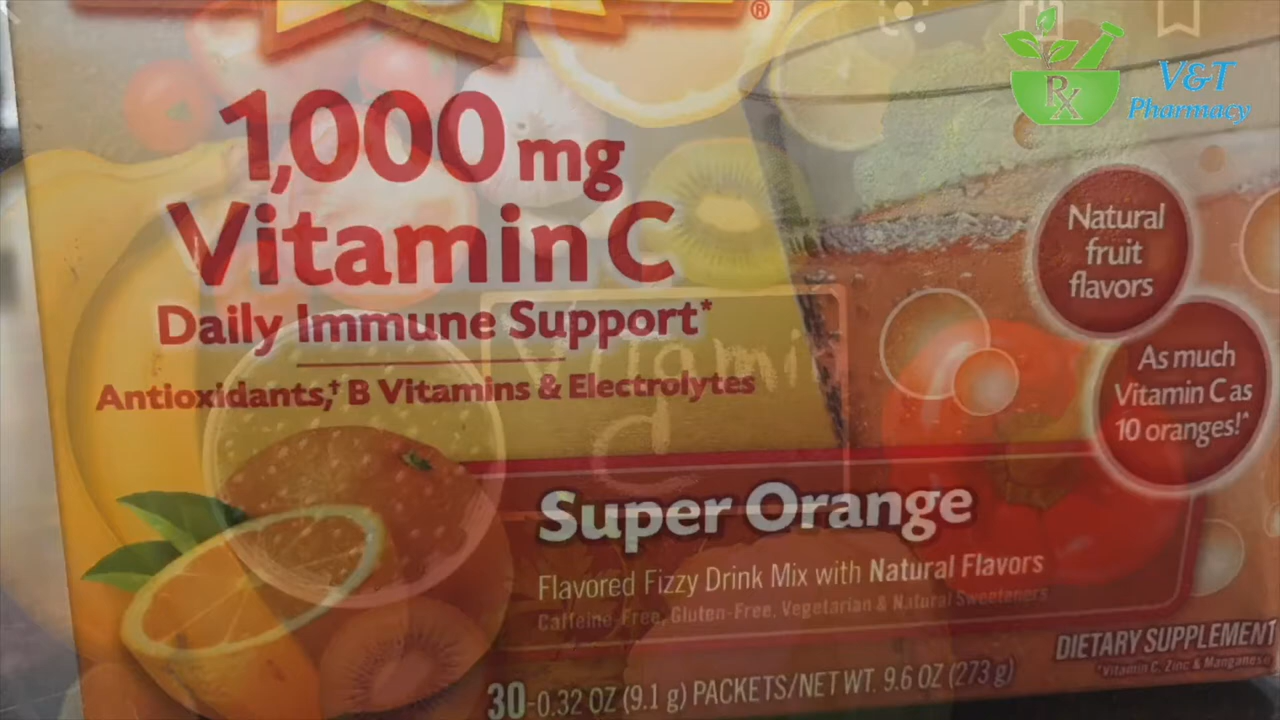 ®
1,000 mg
Vitamin C
Daily Immune Support*
Antioxidants,† B Vitamins & Electrolytes
Rx
V&T
Pharmacy
Natural
fruit
flavors
As much
Vitamin C as
10 oranges!^
Vitamin
C
Super Orange
Flavored Fizzy Drink Mix with Natural Flavors
Caffeine-Free, Gluten-Free, Vegetarian & Natural Sweeteners
30-0.32 OZ (9.1 g) PACKETS/NET WT. 9.6 OZ (273 g)
DIETARY SUPPLEMENT
*Vitamin C, Zinc & Manganese